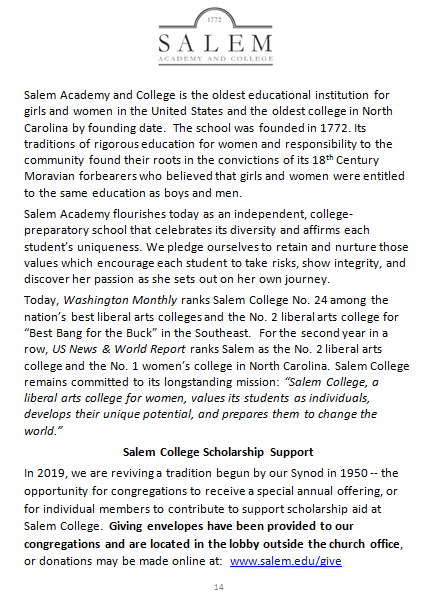 1772
SALEM
ACADEMY AND COLLEGE
Salem Academy and College is the oldest educational institution for
girls and women in the United States and the oldest college in North
Carolina by founding date.  The school was founded in 1772. Its
traditions of rigorous education for women and responsibility to the
community found their roots in the convictions of its 18th Century
Moravian forbearers who believed that girls and women were entitled
to the same education as boys and men.
Salem Academy flourishes today as an independent, college-
preparatory school that celebrates its diversity and affirms each
student’s uniqueness. We pledge ourselves to retain and nurture those
values which encourage each student to take risks, show integrity, and
discover her passion as she sets out on her own journey.
Today, Washington Monthly ranks Salem College No. 24 among the
nation’s best liberal arts colleges and the No. 2 liberal arts college for
“Best Bang for the Buck” in the Southeast.  For the second year in a
row, US News & World Report ranks Salem as the No. 2 liberal arts
college and the No. 1 women’s college in North Carolina. Salem College
remains committed to its longstanding mission: “Salem College, a
liberal arts college for women, values its students as individuals,
develops their unique potential, and prepares them to change the
world.”
Salem College Scholarship Support
In 2019, we are reviving a tradition begun by our Synod in 1950 -- the
opportunity for congregations to receive a special annual offering, or
for individual members to contribute to support scholarship aid at
Salem College.  Giving envelopes have been provided to our
congregations and are located in the lobby outside the church office,
or donations may be made online at:  www.salem.edu/give
14